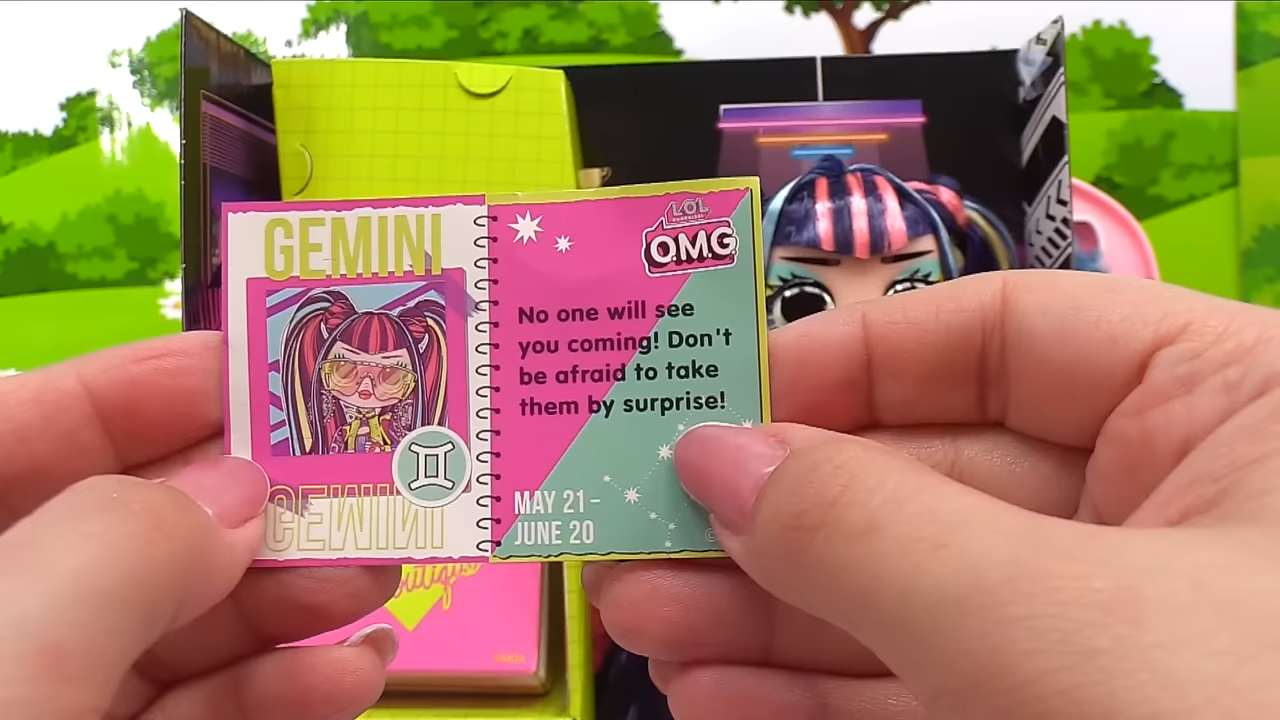 GEMINI
GEMINI
LOL
SURPRISE!
O.M.G.
No one will see
you coming! Don't
be afraid to take
them by surprise!
MAY 21-
JUNE 20